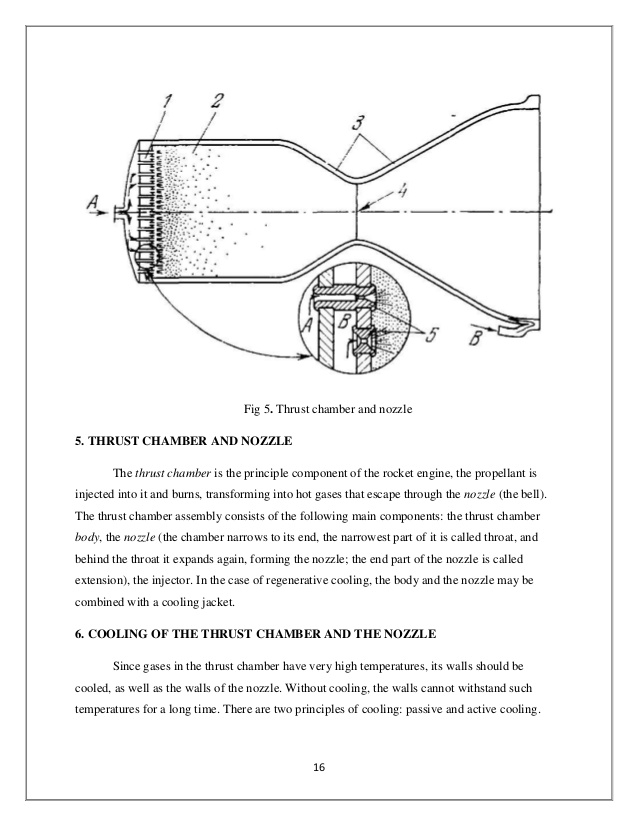 1 2
3
A
4
A B 5
B
Fig 5. Thrust chamber and nozzle
5. THRUST CHAMBER AND NOZZLE
The thrust chamber is the principle component of the rocket engine, the propellant is
injected into it and burns, transforming into hot gases that escape through the nozzle (the bell).
The thrust chamber assembly consists of the following main components: the thrust chamber
body, the nozzle (the chamber narrows to its end, the narrowest part of it is called throat, and
behind the throat it expands again, forming the nozzle; the end part of the nozzle is called
extension), the injector. In the case of regenerative cooling, the body and the nozzle may be
combined with a cooling jacket.
6. COOLING OF THE THRUST CHAMBER AND THE NOZZLE
Since gases in the thrust chamber have very high temperatures, its walls should be
cooled, as well as the walls of the nozzle. Without cooling, the walls cannot withstand such
temperatures for a long time. There are two principles of cooling: passive and active cooling.
16